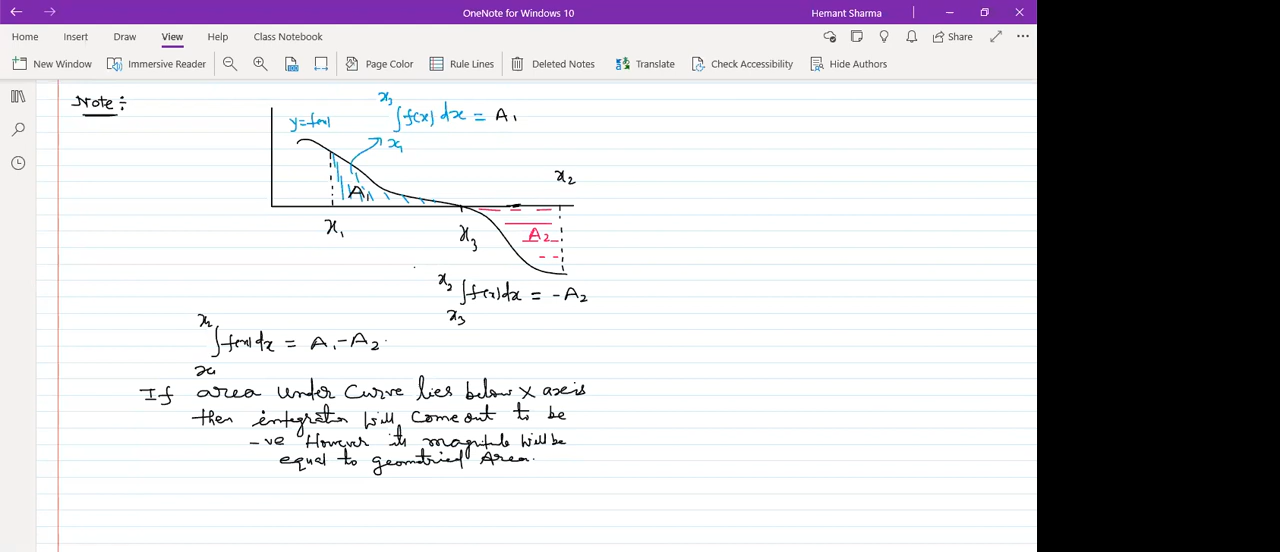 OneNote for Windows 10
Hemant Sharma
Home Insert Draw View Help Class Notebook
Share
New Window Immersive Reader Page Color Rule Lines Deleted Notes Translate Check Accessibility Hide Authors
Note :
y=f(x)
x₃
∫f(x) dx = A₁
x₁
x₂
A₁
x₁
x₃
A₂
x₂
∫f(x)dx = -A₂
x₃
x₂
∫f(x)dx = A₁-A₂.
x₁
If area under Curve lies below X axis
then integration will come out to be
-ve However its magnitude will be
equal to geometrical Area.